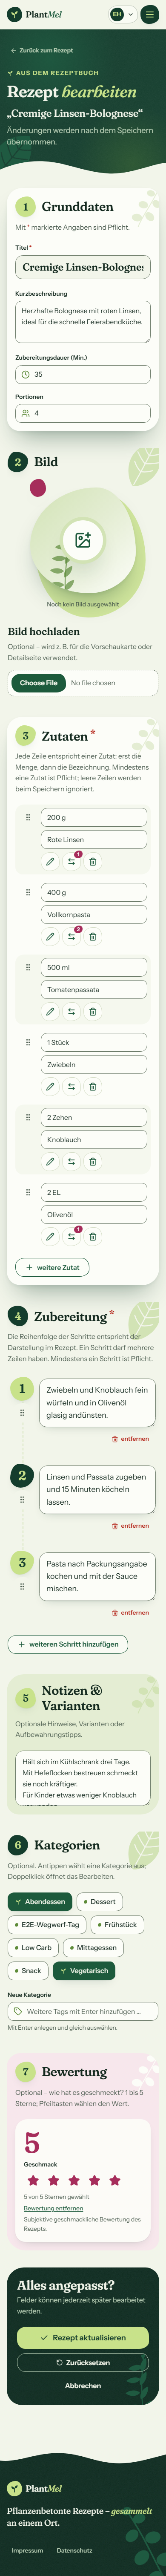 PlantMel
EN
Zurück zum Rezept
AUS DEM REZEPTBUCH
Rezept bearbeiten
„Cremige Linsen-Bolognese“
Änderungen werden nach dem Speichern
übernommen.
1 Grunddaten
Mit * markierte Angaben sind Pflicht.
Titel *
Cremige Linsen-Bolognes
Kurzbeschreibung
Herzhafte Bolognese mit roten Linsen,
ideal für die schnelle Feierabendküche.
Zubereitungsdauer (Min.)
35
Portionen
4
2 Bild
Noch kein Bild ausgewählt
Bild hochladen
Optional – wird z. B. für die Vorschaukarte oder
Detailseite verwendet.
Choose File No file chosen
3 Zutaten *
Jede Zeile entspricht einer Zutat: erst die
Menge, dann die Bezeichnung. Mindestens
eine Zutat ist Pflicht; leere Zeilen werden
beim Speichern ignoriert.
200 g
Rote Linsen
1
400 g
Vollkornpasta
2
500 ml
Tomatenpassata
1 Stück
Zwiebeln
2 Zehen
Knoblauch
2 EL
Olivenöl
1
weitere Zutat
4 Zubereitung *
Die Reihenfolge der Schritte entspricht der
Darstellung im Rezept. Ein Schritt darf mehrere
Zeilen haben. Mindestens ein Schritt ist Pflicht.
1
Zwiebeln und Knoblauch fein
würfeln und in Olivenöl
glasig andünsten.
entfernen
2
Linsen und Passata zugeben
und 15 Minuten köcheln
lassen.
entfernen
3
Pasta nach Packungsangabe
kochen und mit der Sauce
mischen.
entfernen
weiteren Schritt hinzufügen
5 Notizen &
Varianten
Optionale Hinweise, Varianten oder
Aufbewahrungstipps.
Hält sich im Kühlschrank drei Tage.
Mit Hefeflocken bestreuen schmeckt
sie noch kräftiger.
Für Kinder etwas weniger Knoblauch
6 Kategorien
Optional. Antippen wählt eine Kategorie aus;
Doppelklick öffnet das Bearbeiten.
Abendessen Dessert
E2E-Wegwerf-Tag Frühstück
Low Carb Mittagessen
Snack Vegetarisch
Neue Kategorie
Weitere Tags mit Enter hinzufügen …
Mit Enter anlegen und gleich auswählen.
7 Bewertung
Optional – wie hat es geschmeckt? 1 bis 5
Sterne; Pfeiltasten wählen den Wert.
5
Geschmack
5 von 5 Sternen gewählt
Bewertung entfernen
Subjektive geschmackliche Bewertung des
Rezepts.
Alles angepasst?
Felder können jederzeit später bearbeitet
werden.
Rezept aktualisieren
Zurücksetzen
Abbrechen
PlantMel
Pflanzenbetonte Rezepte – gesammelt
an einem Ort.
Impressum Datenschutz